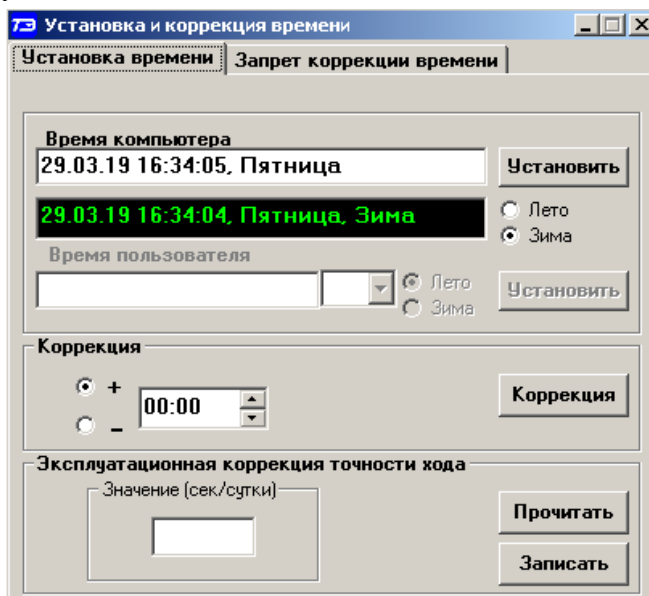 ТЭ Установка и коррекция времени
Установка времени Запрет коррекции времени
Время компьютера
29.03.19 16:34:05, Пятница Установить
29.03.19 16:34:04, Пятница, Зима
Лето
Зима
Время пользователя
Лето
Зима
Установить
Коррекция
+
00:00
–
Коррекция
Эксплуатационная коррекция точности хода
Значение (сек/сутки)
Прочитать
Записать